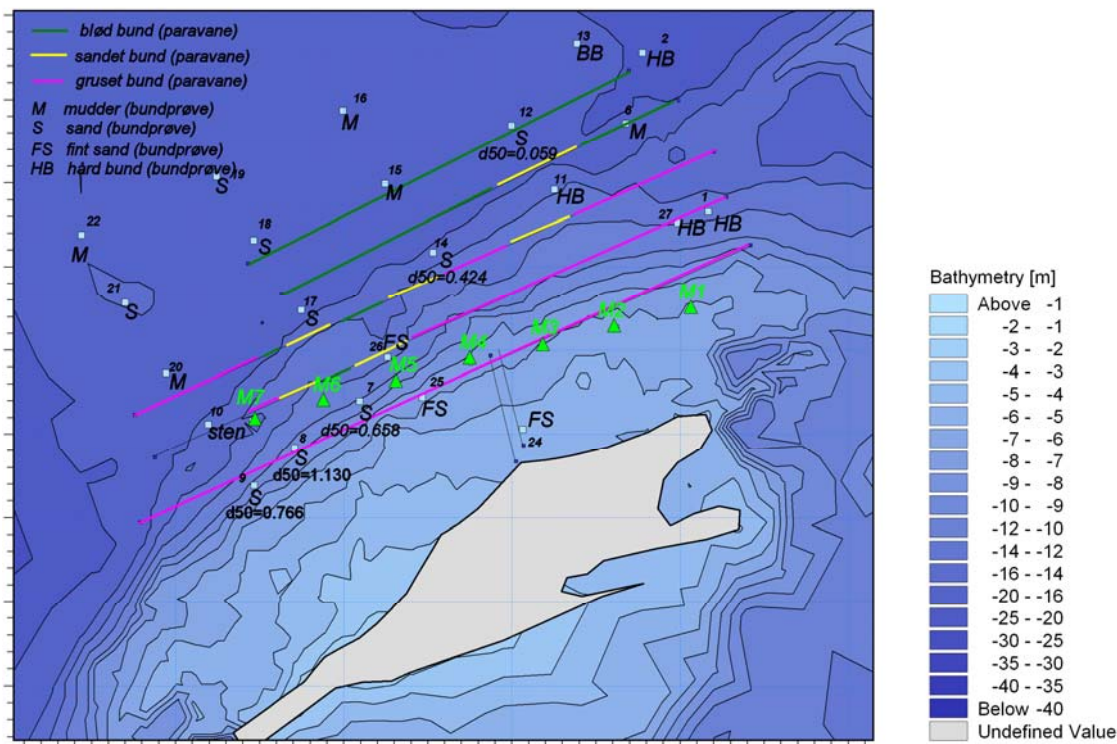 blød bund (paravane)
sandet bund (paravane)
gruset bund (paravane)
M mudder (bundprøve)
S sand (bundprøve)
FS fint sand (bundprøve)
HB hård bund (bundprøve)
13
BB
2
HB
16
M
12
S
d50=0.059
6
M
15
M
19
S
11
HB
1
HB
27
HB
22
M
18
S
14
S
d50=0.424
21
S
17
S
M1
M2
M3
M4
26
FS
M5
20
M
M6
M7
25
FS
7
S
d50=0.658
10
sten
FS
24
8
S
d50=1.130
9
S
d50=0.766
Bathymetry [m]
Above -1
-2 - -1
-3 - -2
-4 - -3
-5 - -4
-6 - -5
-7 - -6
-8 - -7
-9 - -8
-10 - -9
-12 - -10
-14 - -12
-16 - -14
-20 - -16
-25 - -20
-30 - -25
-35 - -30
-40 - -35
Below -40
Undefined Value